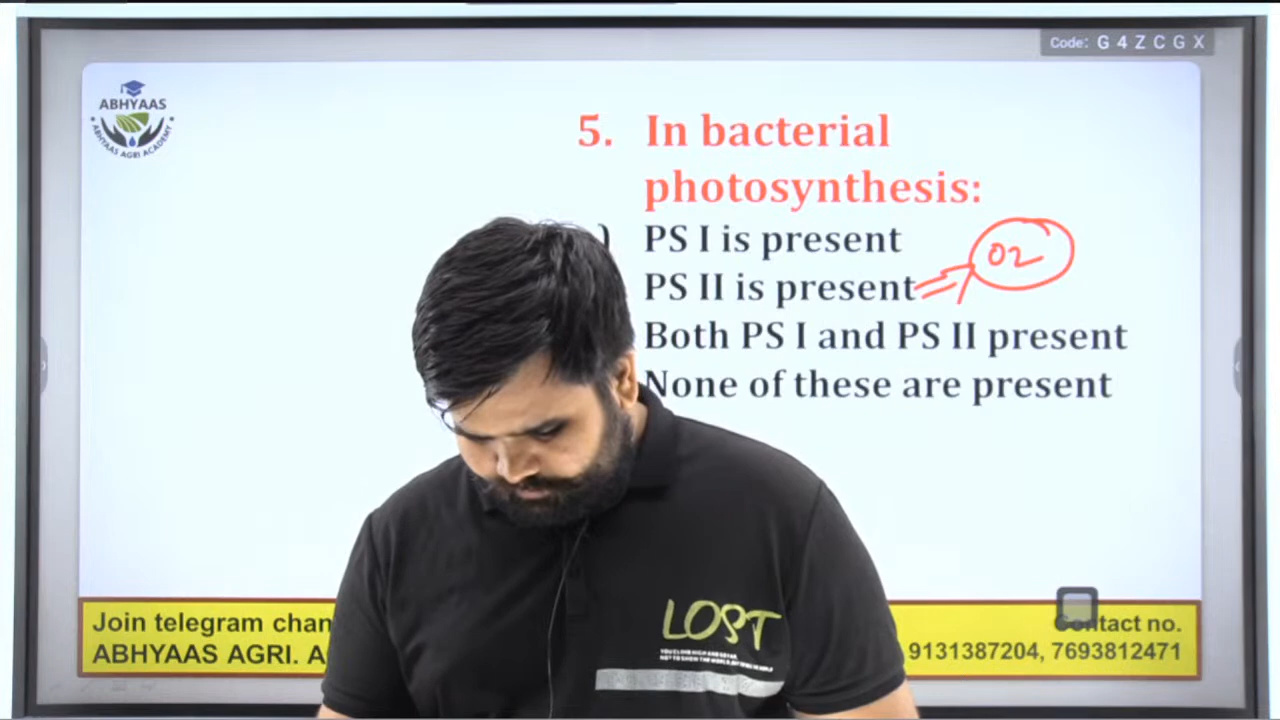 Code: G 4 Z C G X
ABHYAAS
ABHYAAS AGRI ACADEMY
5. In bacterial
photosynthesis:
) PS I is present
PS II is present
O2
Both PS I and PS II present
None of these are present
LOST
Join telegram chan
Contact no.
ABHYAAS AGRI. A
9131387204, 7693812471